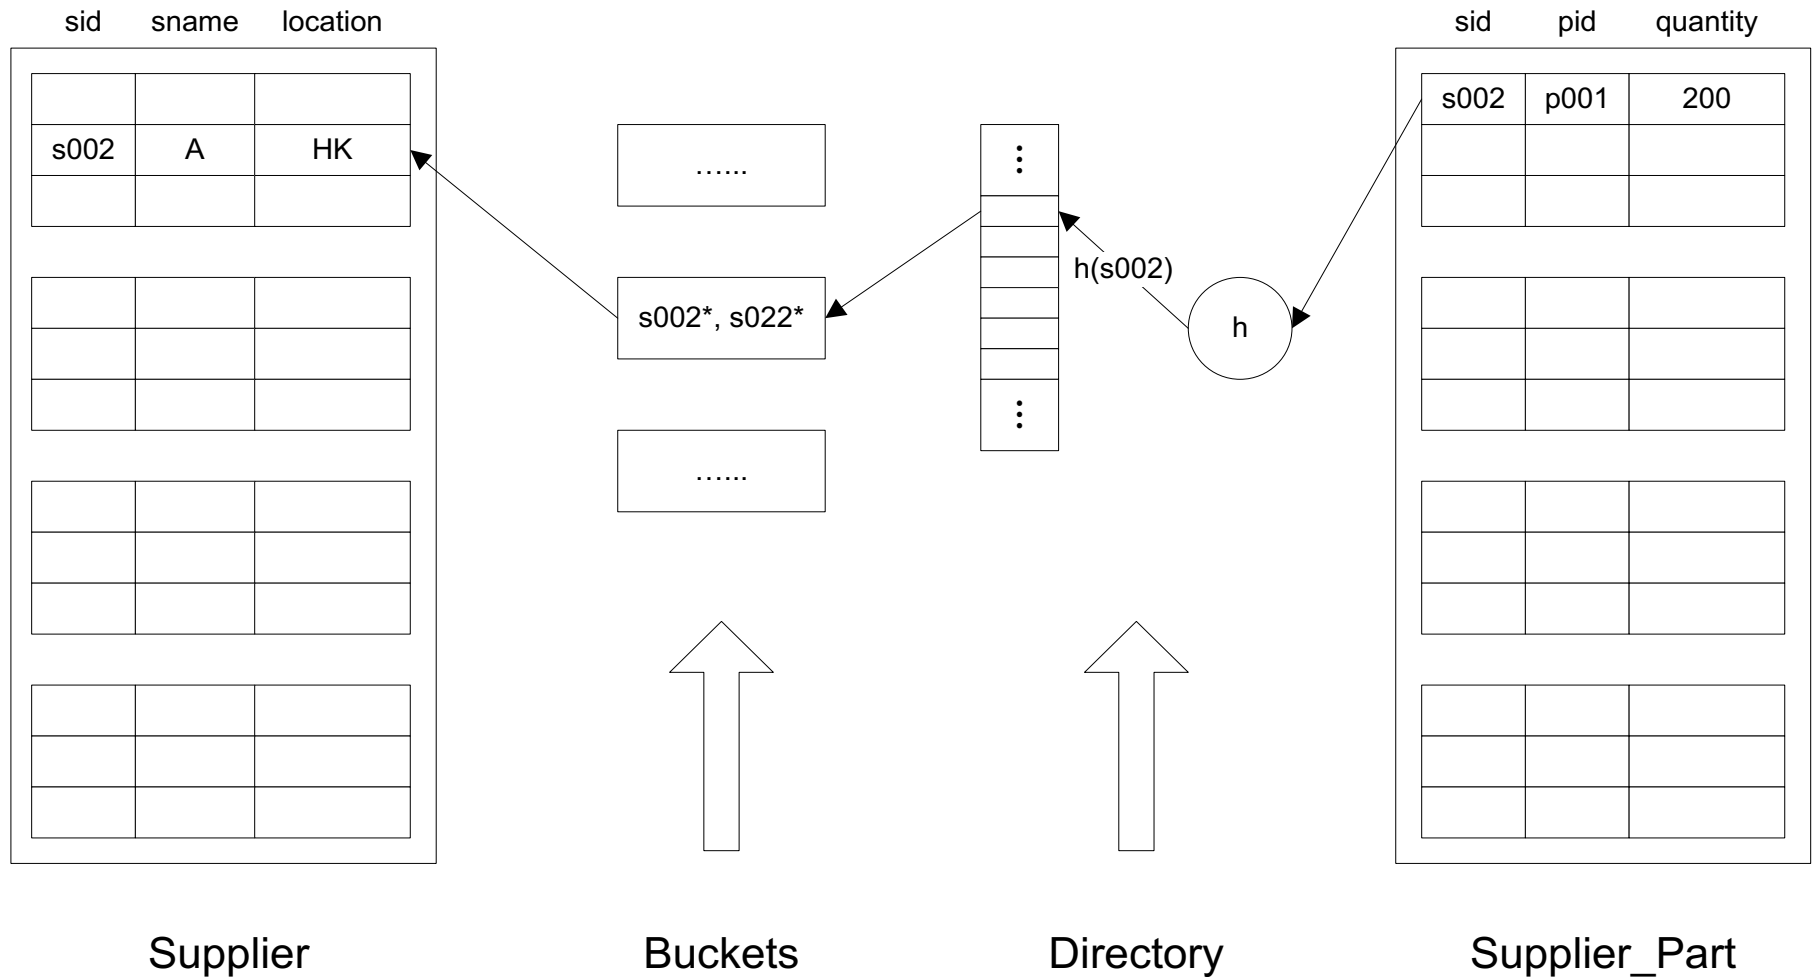 sid sname location
sid pid quantity
s002 p001 200
s002 A HK
…...
h(s002)
s002*, s022*
h
…...
Supplier
Buckets
Directory
Supplier_Part